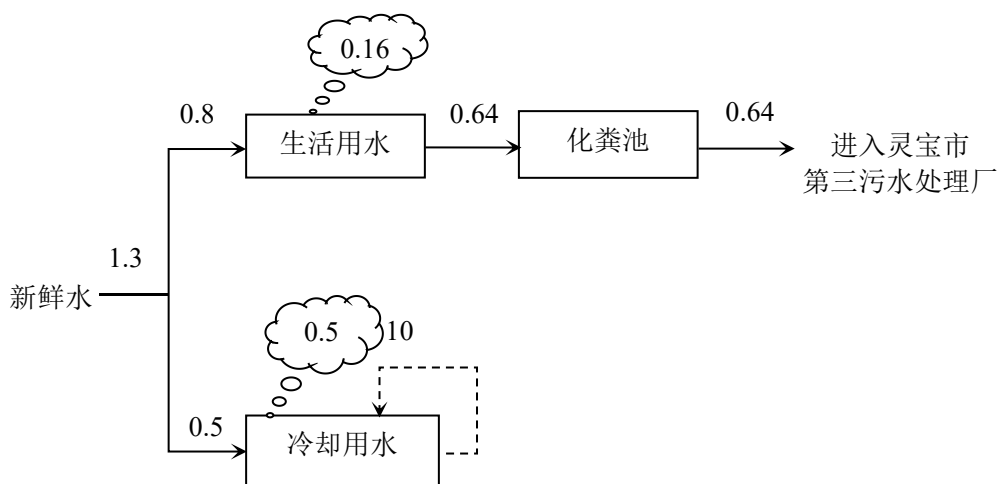 0.16
0.8
生活用水
0.64
化粪池
0.64
进入灵宝市
第三污水处理厂
1.3
新鲜水
0.5
10
0.5
冷却用水